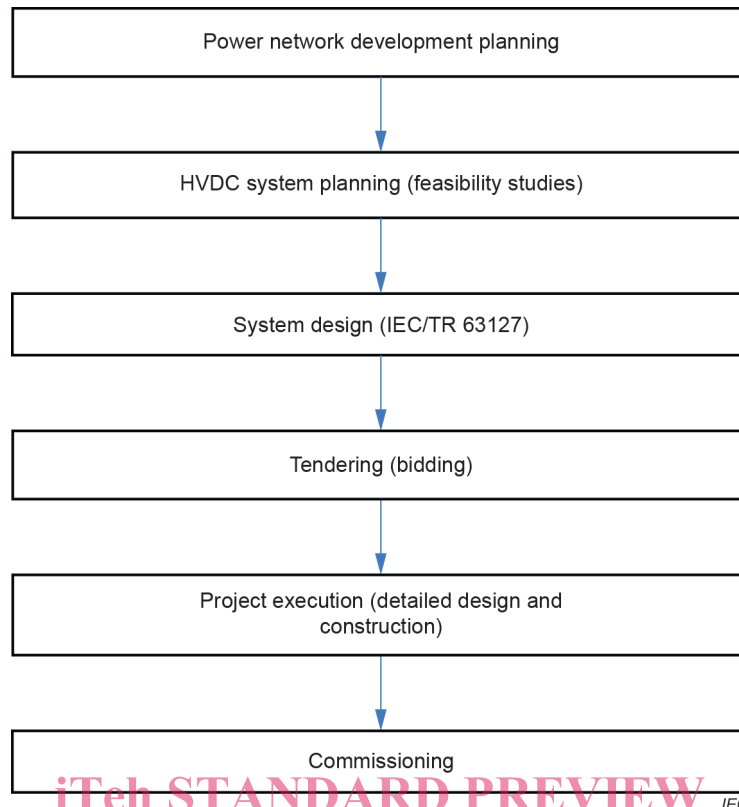 Power network development planning
HVDC system planning (feasibility studies)
System design (IEC/TR 63127)
Tendering (bidding)
Project execution (detailed design and
construction)
Commissioning
iTeh STANDARD PREVIEW